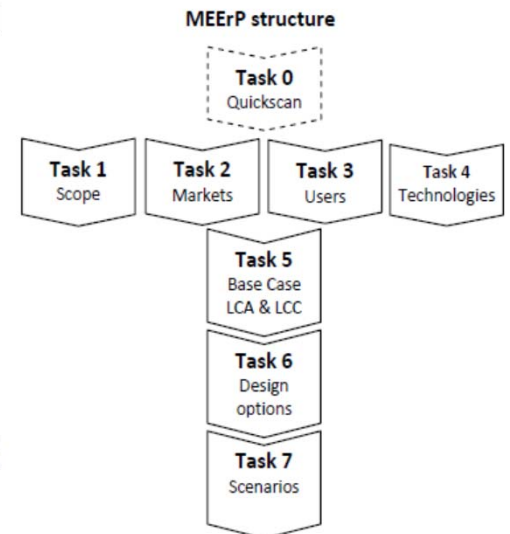 MEErP structure
Task 0
Quickscan
Task 1
Scope
Task 2
Markets
Task 3
Users
Task 4
Technologies
Task 5
Base Case
LCA & LCC
Task 6
Design
options
Task 7
Scenarios